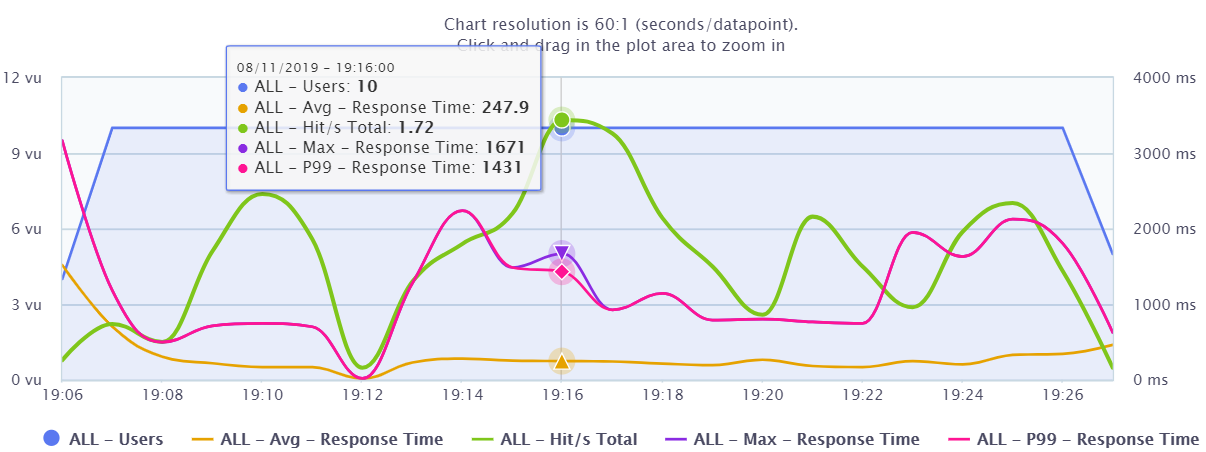 Chart resolution is 60:1 (seconds/datapoint).
Click and drag in the plot area to zoom in
08/11/2019 – 19:16:00
ALL – Users: 10
ALL – Avg – Response Time: 247.9
ALL – Hit/s Total: 1.72
ALL – Max – Response Time: 1671
ALL – P99 – Response Time: 1431
12 vu
9 vu
6 vu
3 vu
0 vu
4000 ms
3000 ms
2000 ms
1000 ms
0 ms
19:06 19:08 19:10 19:12 19:14 19:16 19:18 19:20 19:22 19:24 19:26
ALL – Users ALL – Avg – Response Time ALL – Hit/s Total ALL – Max – Response Time ALL – P99 – Response Time